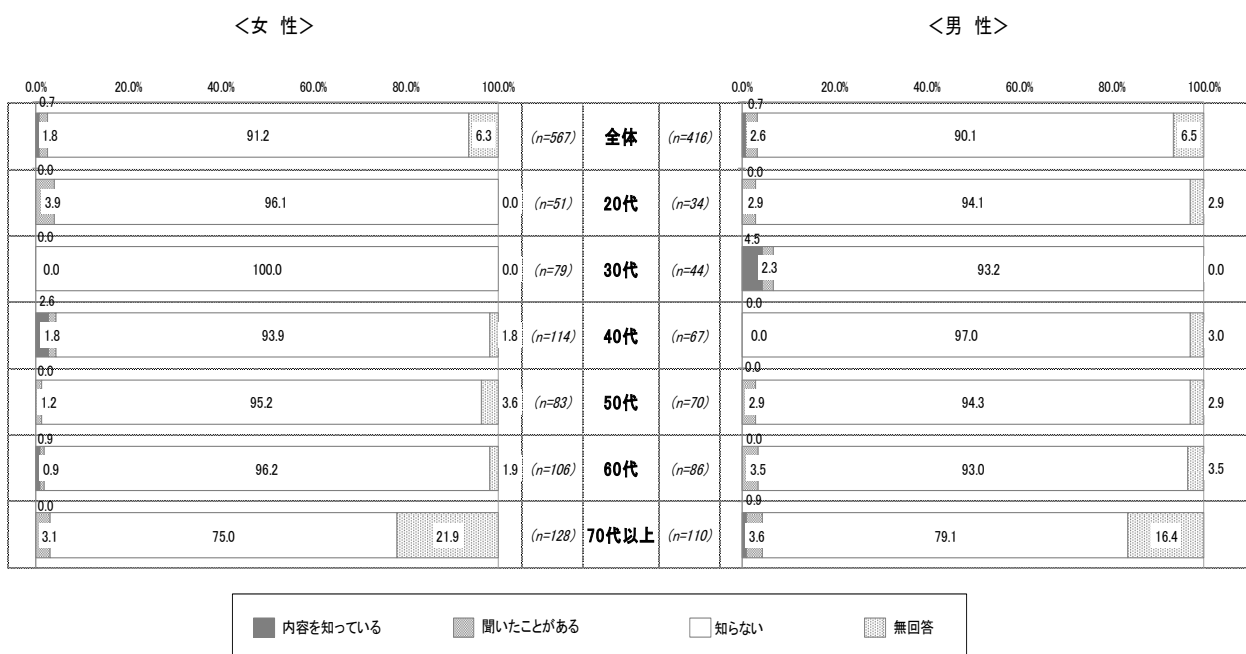 <女 性>
<男 性>
0.0% 20.0% 40.0% 60.0% 80.0% 100.0%
0.0% 20.0% 40.0% 60.0% 80.0% 100.0%
0.7
0.7
1.8 91.2 6.3 (n=567) 全体 (n=416) 2.6 90.1 6.5
0.0
0.0
3.9 96.1 0.0 (n=51) 20代 (n=34) 2.9 94.1 2.9
0.0
4.5
0.0 100.0 0.0 (n=79) 30代 (n=44) 2.3 93.2 0.0
2.6
0.0
1.8 93.9 1.8 (n=114) 40代 (n=67) 0.0 97.0 3.0
0.0
0.0
1.2 95.2 3.6 (n=83) 50代 (n=70) 2.9 94.3 2.9
0.9
0.0
0.9 96.2 1.9 (n=106) 60代 (n=86) 3.5 93.0 3.5
0.0
0.9
3.1 75.0 21.9 (n=128) 70代以上 (n=110) 3.6 79.1 16.4
内容を知っている 聞いたことがある 知らない 無回答